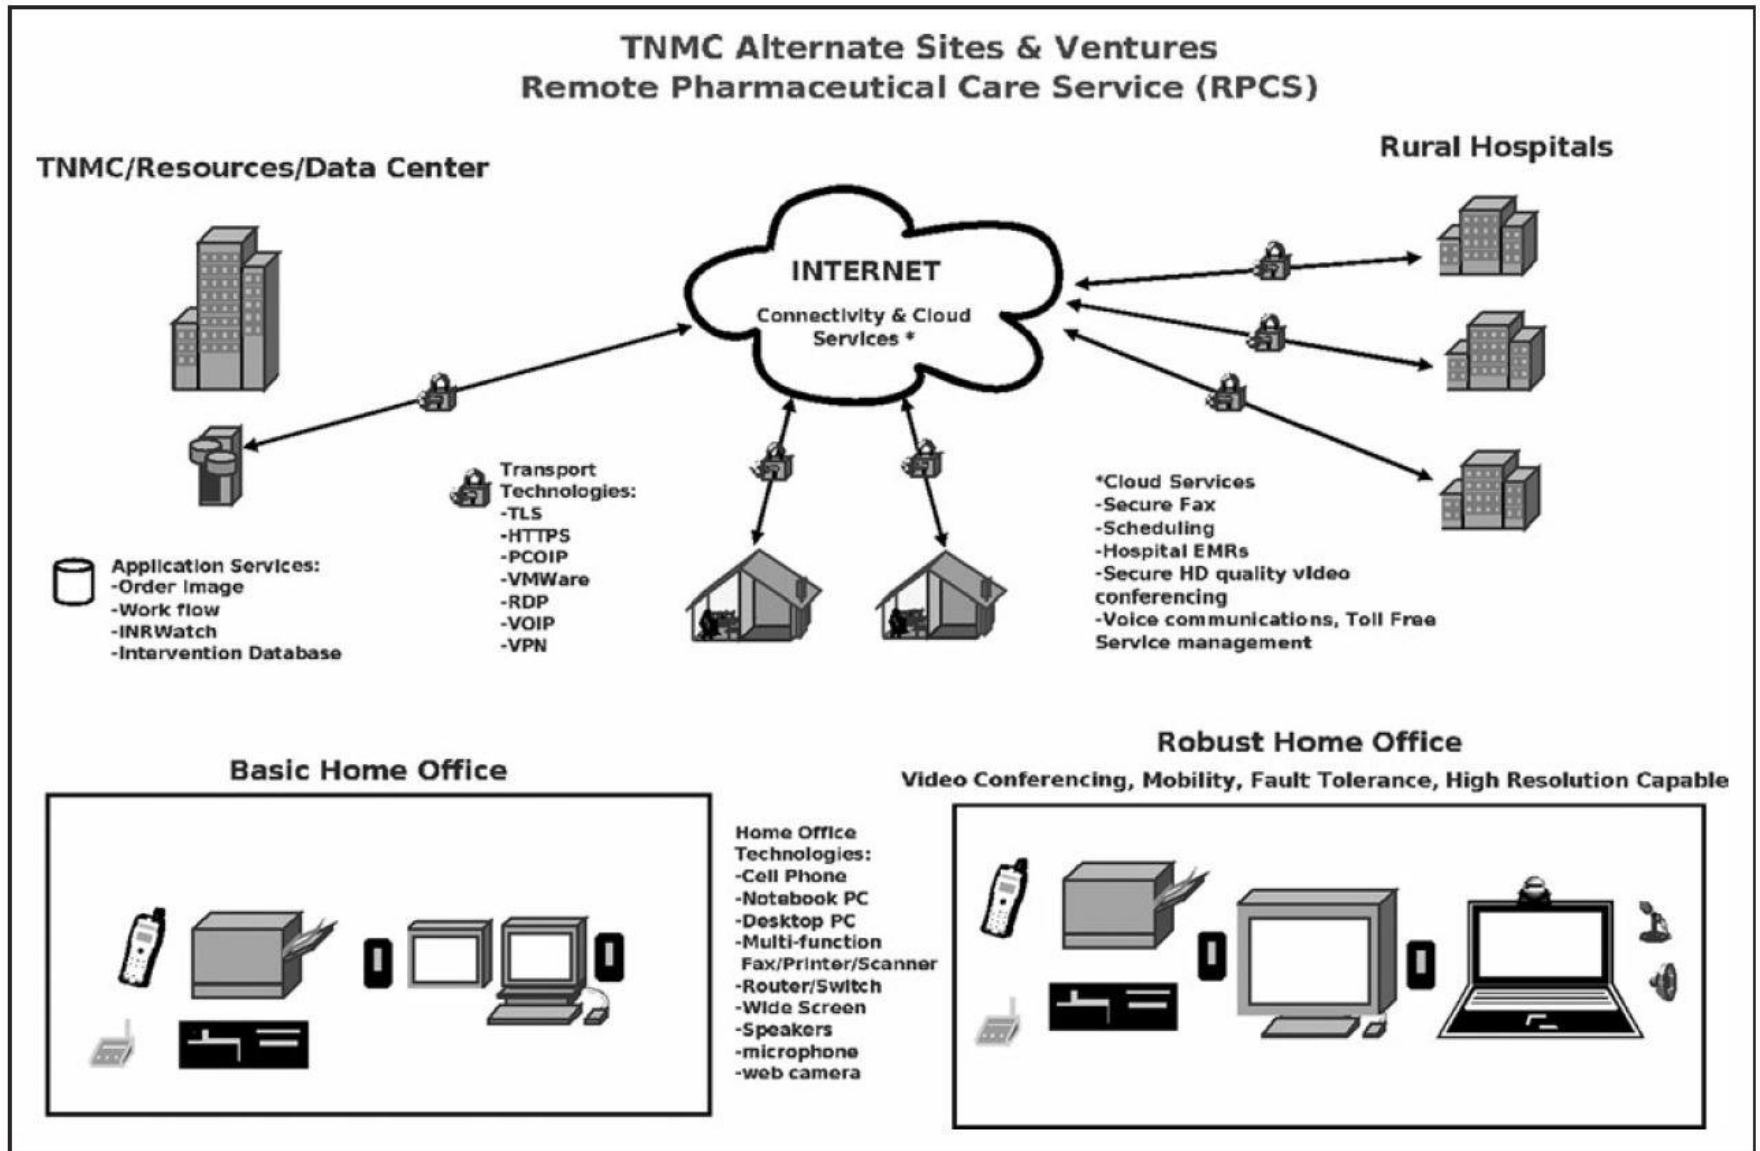 TNMC Alternate Sites & Ventures
Remote Pharmaceutical Care Service (RPCS)
TNMC/Resources/Data Center
Rural Hospitals
INTERNET
Connectivity & Cloud
Services *
Application Services:
-Order Image
-Work flow
-INRWatch
-Intervention Database
Transport
Technologies:
-TLS
-HTTPS
-PCOIP
-VMWare
-RDP
-VOIP
-VPN
*Cloud Services
-Secure Fax
-Scheduling
-Hospital EMRs
-Secure HD quality video
conferencing
-Voice communications, Toll Free
Service management
Basic Home Office
Home Office
Technologies:
-Cell Phone
-Notebook PC
-Desktop PC
-Multi-function
Fax/Printer/Scanner
-Router/Switch
-Wide Screen
-Speakers
-microphone
-web camera
Robust Home Office
Video Conferencing, Mobility, Fault Tolerance, High Resolution Capable